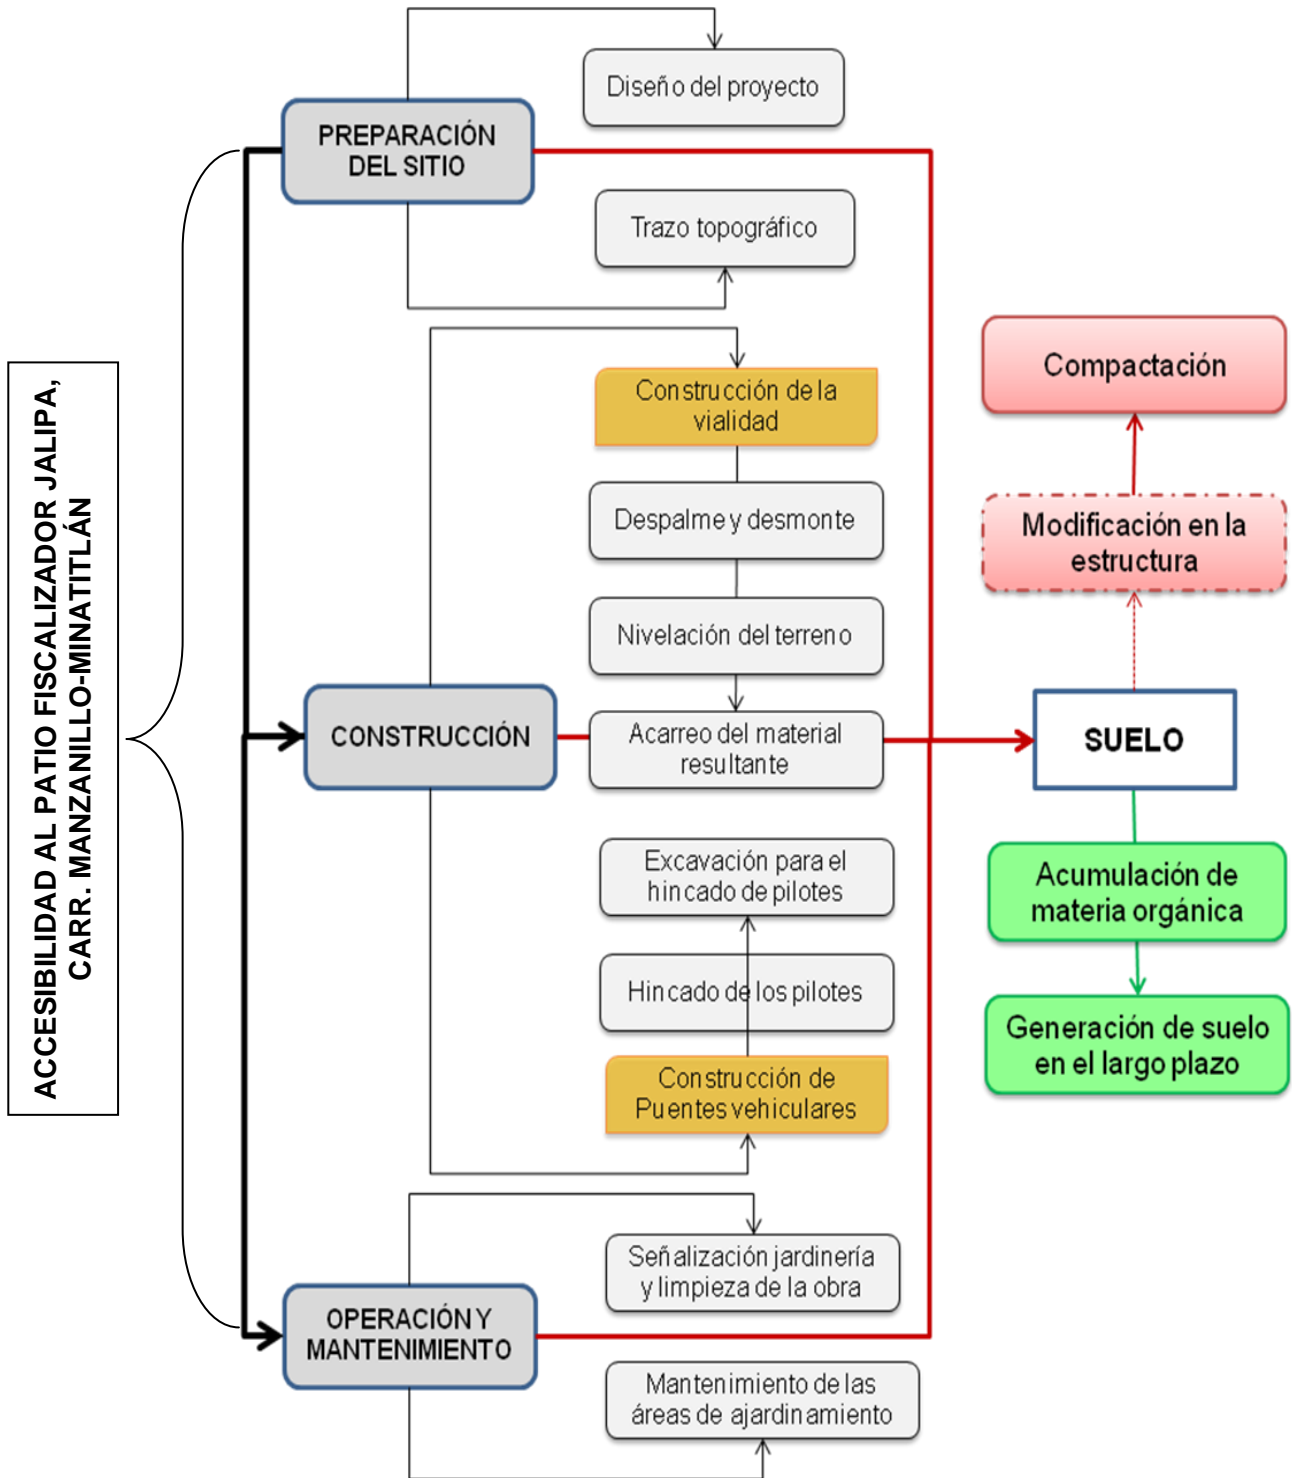 ACCESIBILIDAD AL PATIO FISCALIZADOR JALIPA,
CARR. MANZANILLO-MINATITLÁN
PREPARACIÓN
DEL SITIO
Diseño del proyecto
Trazo topográfico
CONSTRUCCIÓN
Construcción de la
vialidad
Despalme y desmonte
Nivelación del terreno
Acarreo del material
resultante
Excavación para el
hincado de pilotes
Hincado de los pilotes
Construcción de
Puentes vehiculares
OPERACIÓN Y
MANTENIMIENTO
Señalización jardinería
y limpieza de la obra
Mantenimiento de las
áreas de ajardinamiento
Compactación
Modificación en la
estructura
SUELO
Acumulación de
materia orgánica
Generación de suelo
en el largo plazo